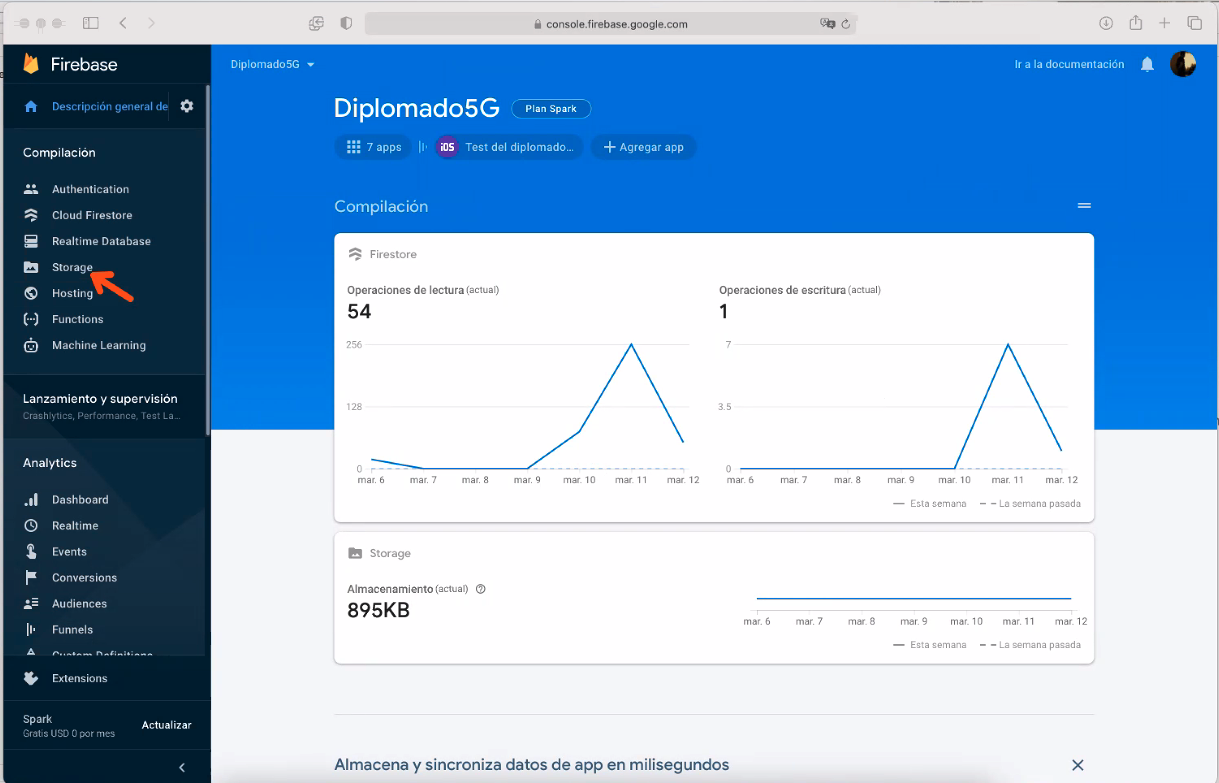 console.firebase.google.com
Firebase
Descripción general de
Compilación
Authentication
Cloud Firestore
Realtime Database
Storage
Hosting
Functions
Machine Learning
Lanzamiento y supervisión
Crashlytics, Performance, Test La...
Analytics
Dashboard
Realtime
Events
Conversions
Audiences
Funnels
Custom Definitions
Extensions
Spark
Gratis USD 0 por mes
Actualizar
Diplomado5G
Ir a la documentación
Diplomado5G Plan Spark
7 apps iOS Test del diplomado... + Agregar app
Compilación
Firestore
Operaciones de lectura (actual)
54
256
128
0
mar. 6 mar. 7 mar. 8 mar. 9 mar. 10 mar. 11 mar. 12
Operaciones de escritura (actual)
1
7
3.5
0
mar. 6 mar. 7 mar. 8 mar. 9 mar. 10 mar. 11 mar. 12
Esta semana La semana pasada
Storage
Almacenamiento (actual)
895KB
mar. 6 mar. 7 mar. 8 mar. 9 mar. 10 mar. 11 mar. 12
Esta semana La semana pasada
Almacena y sincroniza datos de app en milisegundos